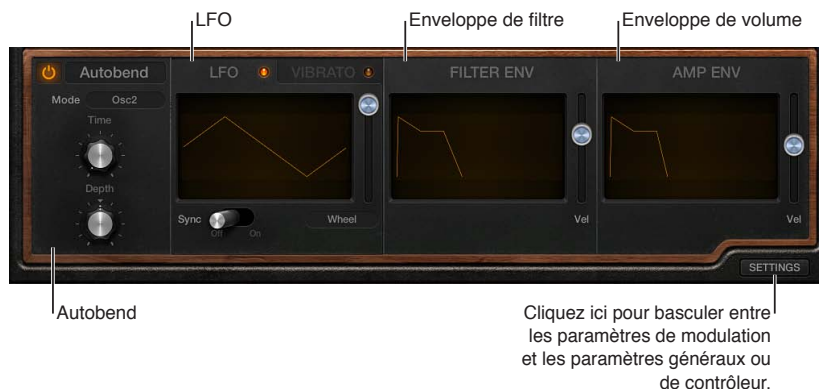 LFO
Enveloppe de filtre
Enveloppe de volume
Autobend
LFO
VIBRATO
FILTER ENV
AMP ENV
Mode Osc2
Time
Depth
Sync
Off
On
Wheel
Vel
Vel
SETTINGS
Autobend
Cliquez ici pour basculer entre
les paramètres de modulation
et les paramètres généraux ou
de contrôleur.